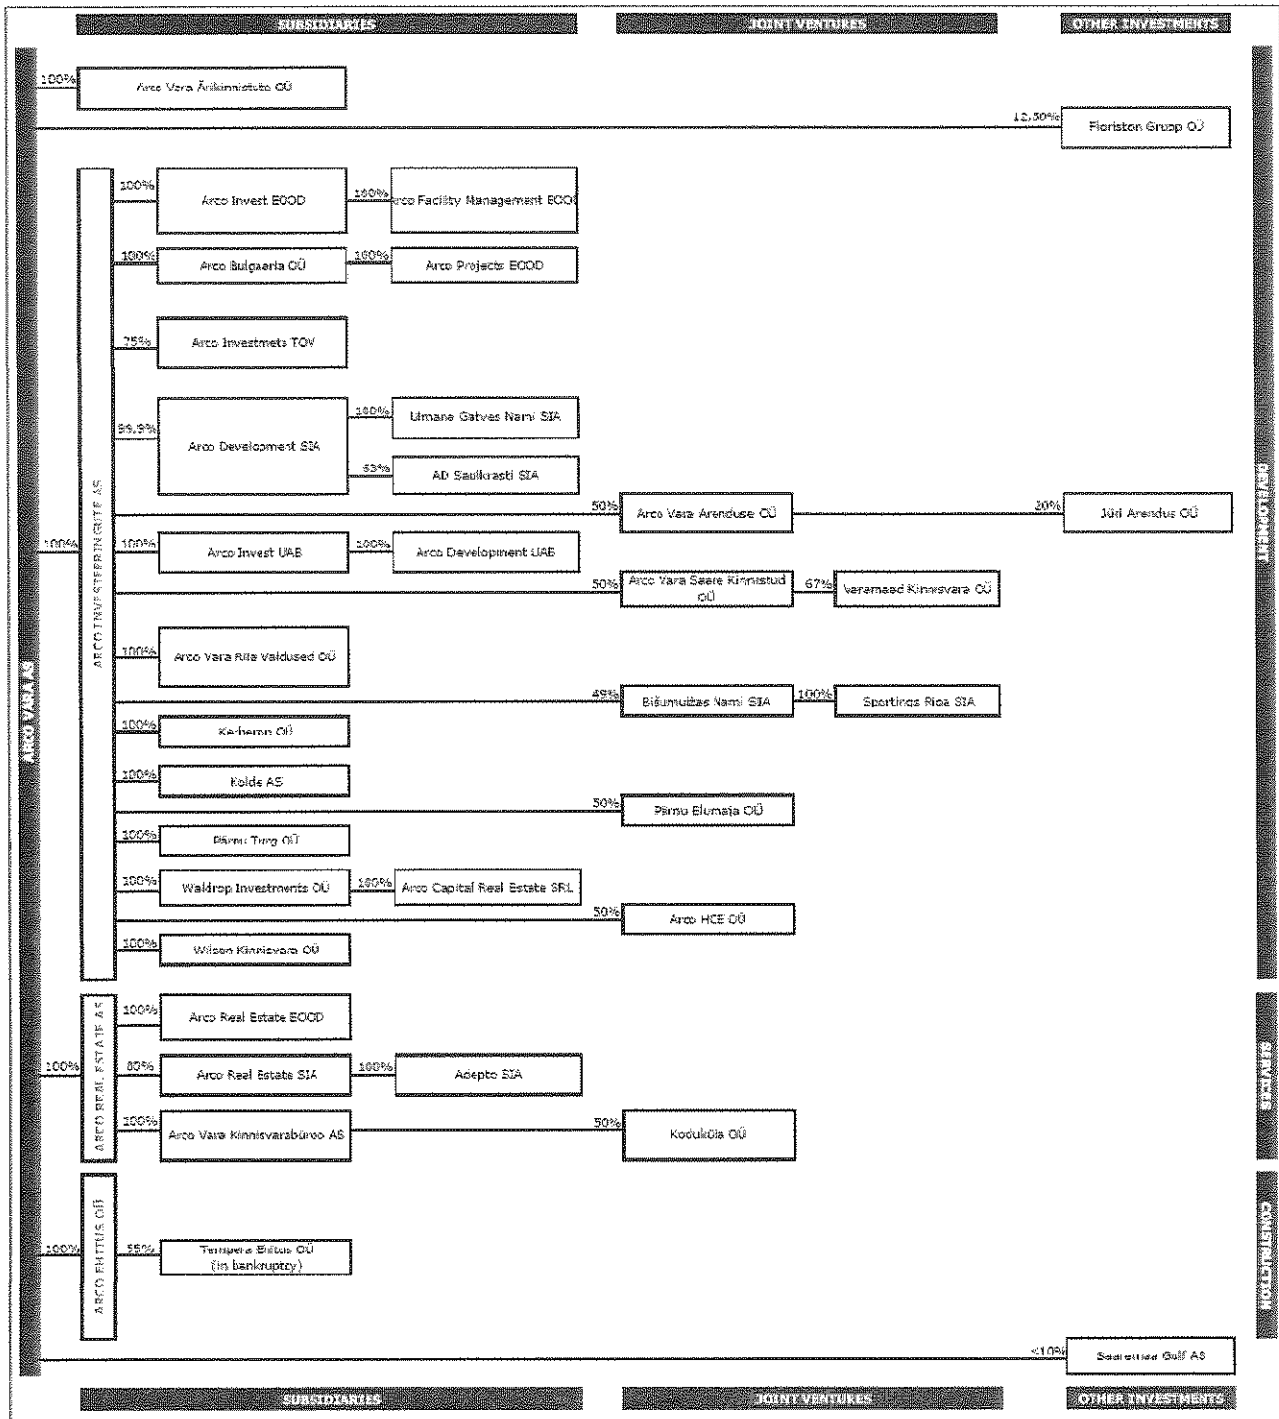 SUBSIDIARIES
JOINT VENTURES
OTHER INVESTMENTS
100%
Arco Vara Ärikinnistute OÜ
12,50%
Floriston Grupp OÜ
100%
Arco Invest EOOD
100%
Arco Facility Management EOOD
100%
Arco Bulgaaria OÜ
100%
Arco Projects EOOD
75%
Arco Investmets TOV
99,9%
Arco Development SIA
100%
Ulmana Gatves Nami SIA
63%
AD Saulkrasti SIA
50%
Arco Vara Arenduse OÜ
20%
Jüri Arendus OÜ
100%
ARCO INVESTEERINGUTE AS
100%
Arco Invest UAB
100%
Arco Development UAB
50%
Arco Vara Saare Kinnistud
OÜ
67%
Varamaad Kinnisvara OÜ
100%
Arco Vara Riia Valdused OÜ
49%
Bišumuižas Nami SIA
100%
Sportings Riga SIA
100%
Kerberon OÜ
100%
Kolde AS
50%
Pärnu Elumaja OÜ
100%
Pärnu Turg OÜ
100%
Waldrop Investments OÜ
100%
Arco Capital Real Estate SRL
50%
Arco HCE OÜ
100%
Wilson Kinnisvara OÜ
DEVELOPMENT
ARCO VARA AS
100%
ARCO REAL ESTATE AS
100%
Arco Real Estate EOOD
80%
Arco Real Estate SIA
100%
Adepto SIA
100%
Arco Vara Kinnisvarabüroo AS
50%
Koduküla OÜ
SERVICES
100%
ARCO EHITUS OÜ
55%
Tempera Ehitus OÜ
(in bankruptcy)
CONSTRUCTION
<10%
Saaremaa Golf AS
SUBSIDIARIES
JOINT VENTURES
OTHER INVESTMENTS